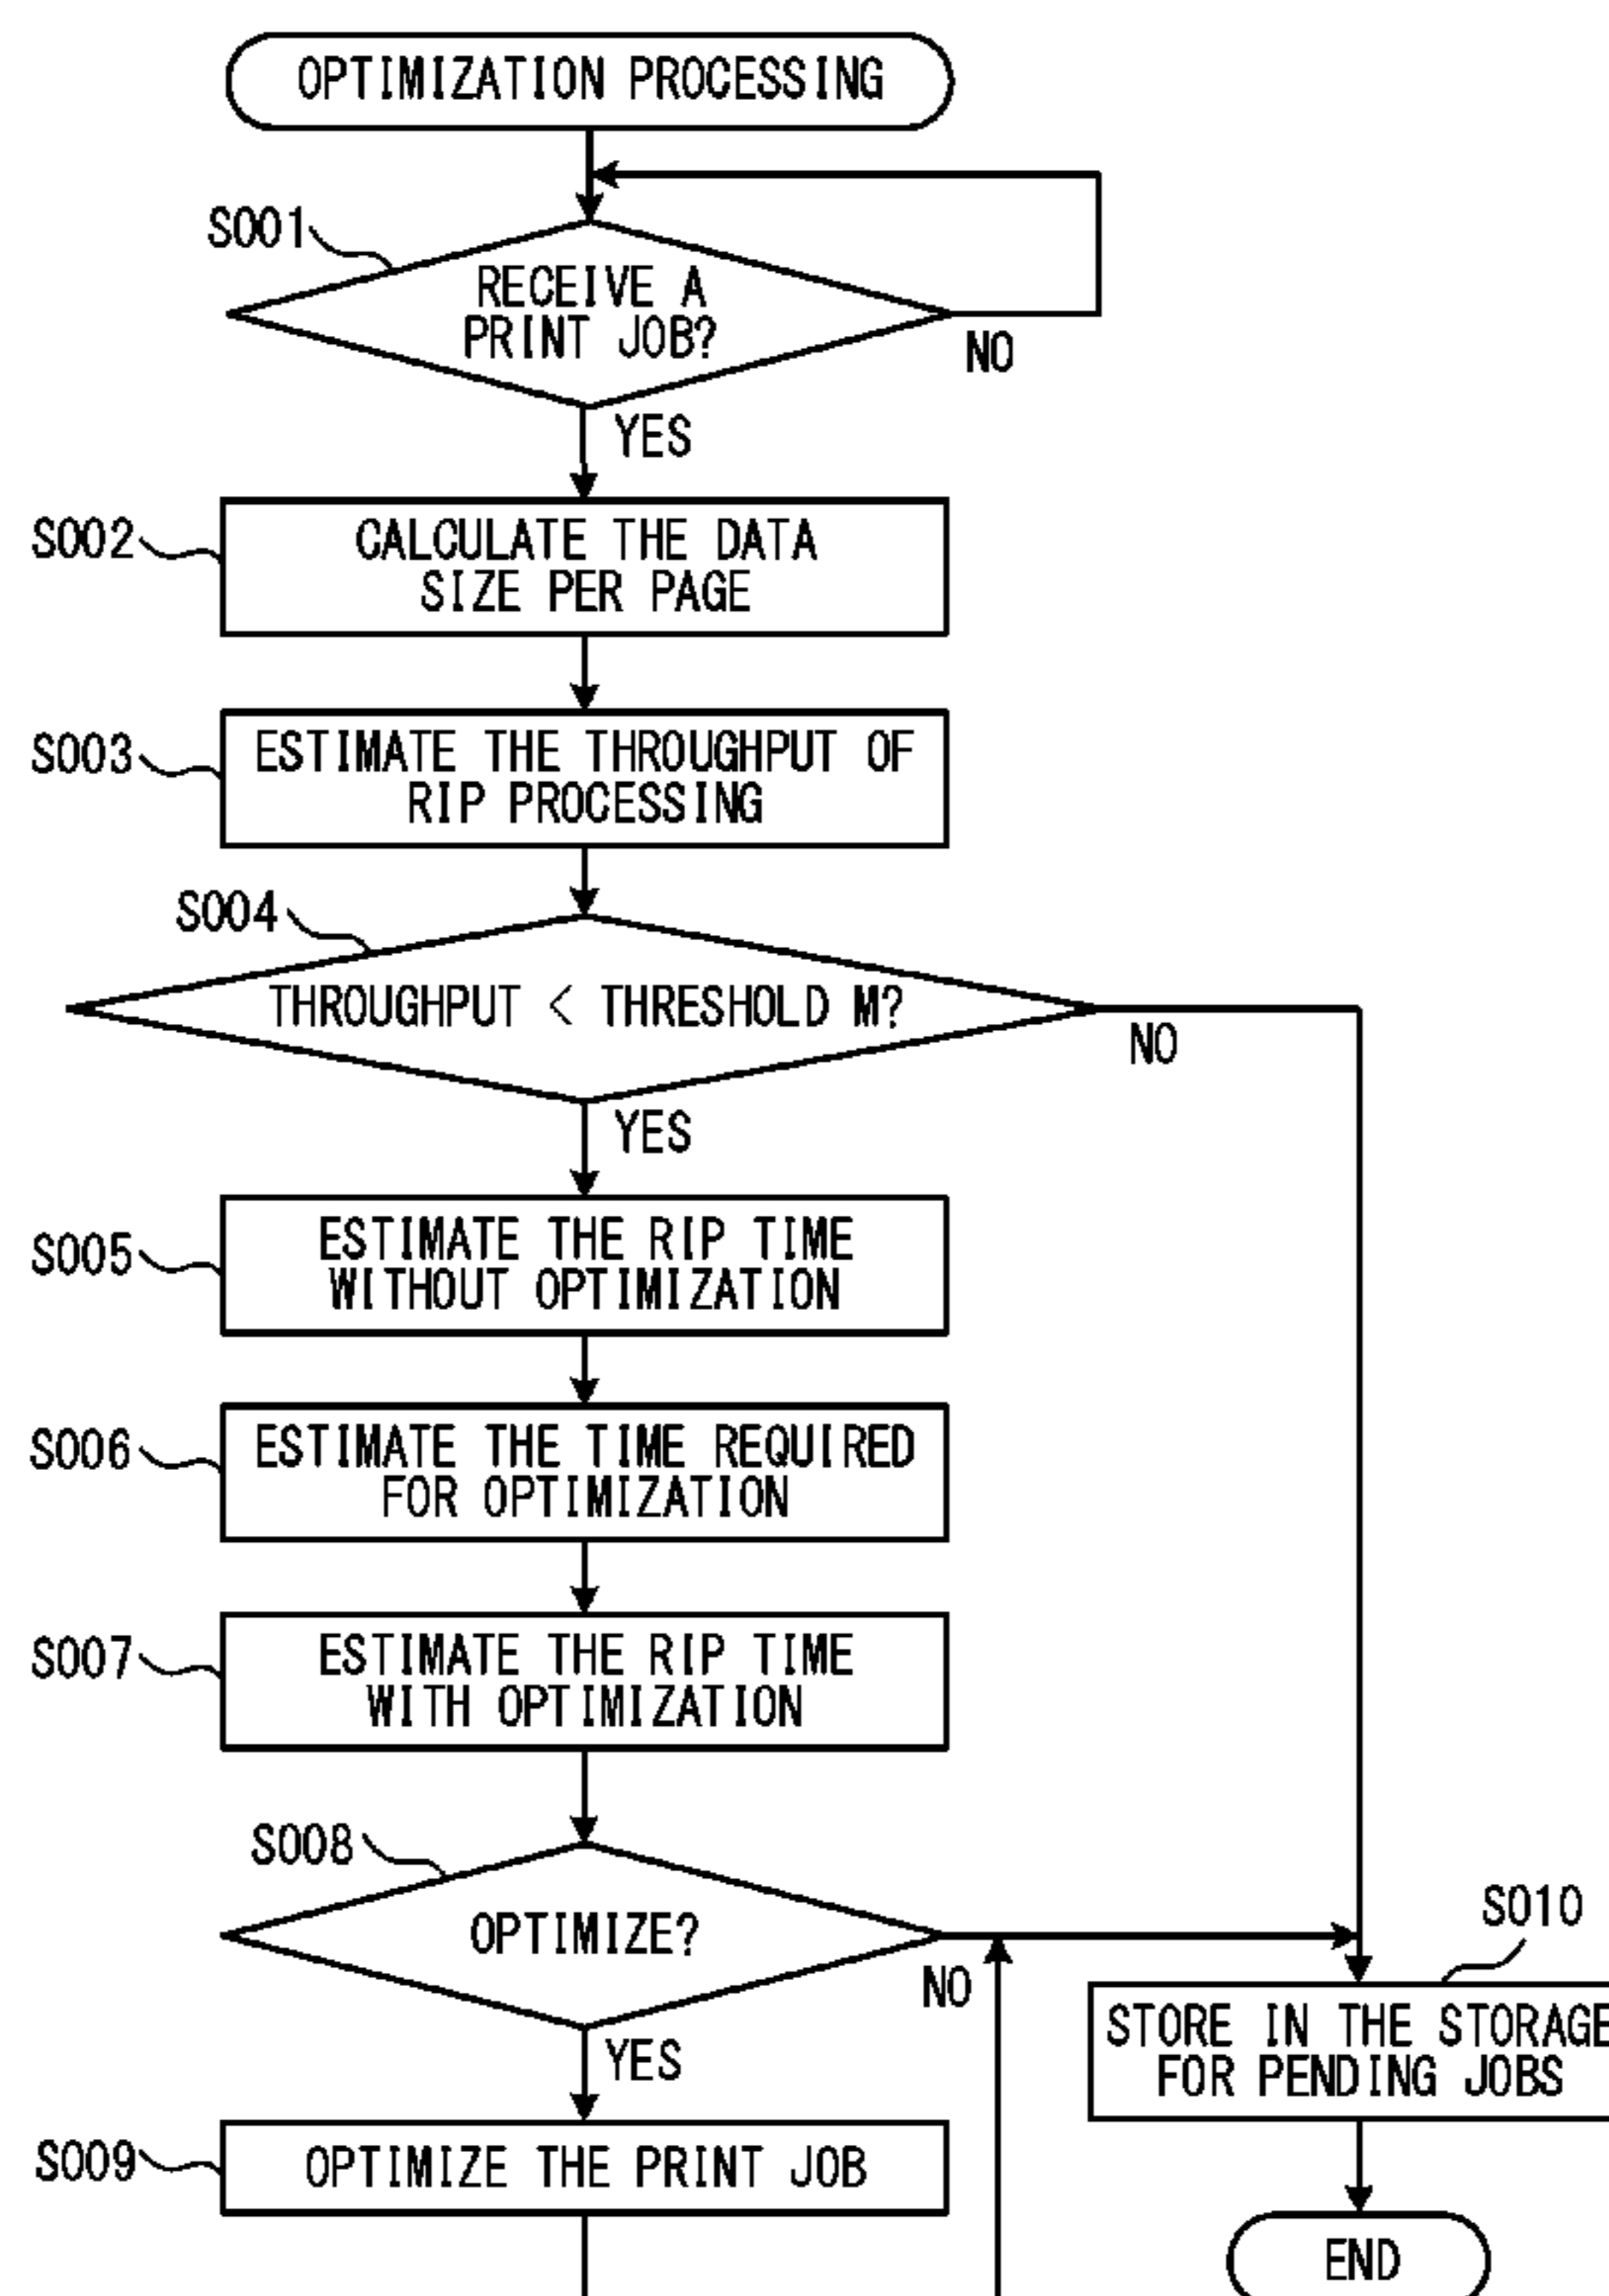 OPTIMIZATION PROCESSING
S001
RECEIVE A
PRINT JOB?
NO
YES
S002
CALCULATE THE DATA
SIZE PER PAGE
S003
ESTIMATE THE THROUGHPUT OF
RIP PROCESSING
S004
THROUGHPUT < THRESHOLD M?
NO
YES
S005
ESTIMATE THE RIP TIME
WITHOUT OPTIMIZATION
S006
ESTIMATE THE TIME REQUIRED
FOR OPTIMIZATION
S007
ESTIMATE THE RIP TIME
WITH OPTIMIZATION
S008
OPTIMIZE?
NO
YES
S010
STORE IN THE STORAGE
FOR PENDING JOBS
S009
OPTIMIZE THE PRINT JOB
END